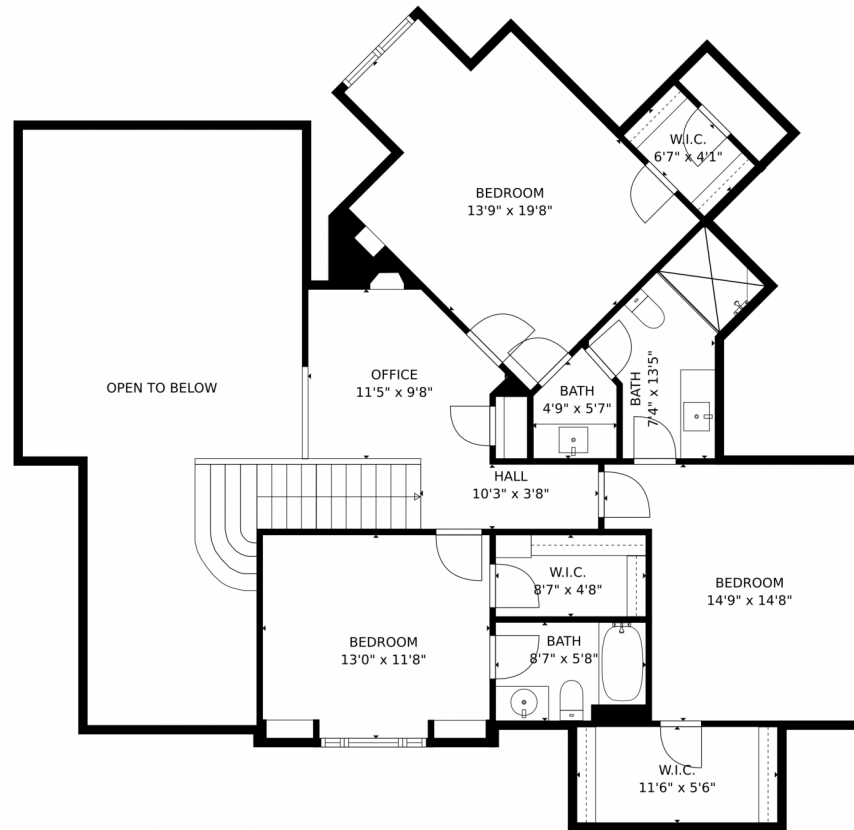 W.I.C.
6'7" x 4'1"
BEDROOM
13'9" x 19'8"
OFFICE
11'5" x 9'8"
OPEN TO BELOW
BATH
4'9" x 5'7"
BATH
7'4" x 13'5"
HALL
10'3" x 3'8"
W.I.C.
8'7" x 4'8"
BEDROOM
14'9" x 14'8"
BEDROOM
13'0" x 11'8"
BATH
8'7" x 5'8"
W.I.C.
11'6" x 5'6"